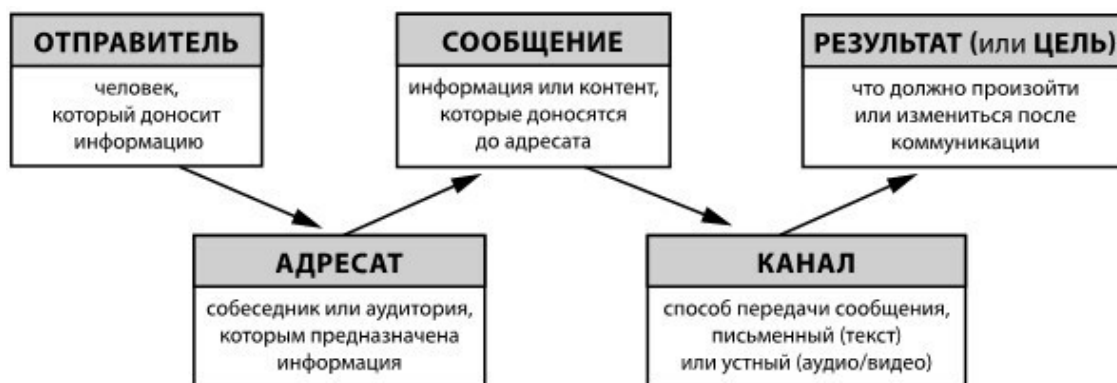 ОТПРАВИТЕЛЬ
человек,
который доносит
информацию
АДРЕСАТ
собеседник или аудитория,
которым предназначена
информация
СООБЩЕНИЕ
информация или контент,
которые доносятся
до адресата
КАНАЛ
способ передачи сообщения,
письменный (текст)
или устный (аудио/видео)
РЕЗУЛЬТАТ (или ЦЕЛЬ)
что должно произойти
или измениться после
коммуникации